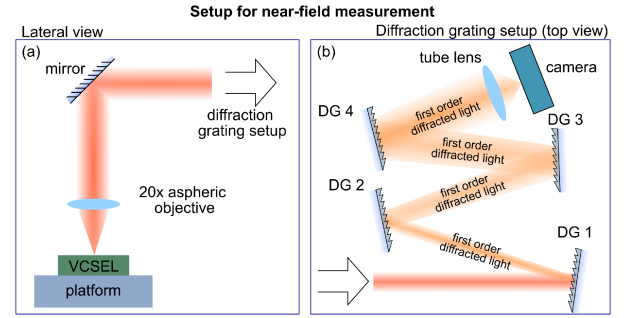 Setup for near-field measurement
Lateral view
(a)
mirror
diffraction
grating setup
20x aspheric
objective
VCSEL
platform
Diffraction grating setup (top view)
(b)
tube lens
camera
DG 4
first order
diffracted light
DG 3
first order
diffracted light
DG 2
first order
diffracted light
DG 1
first order
diffracted light